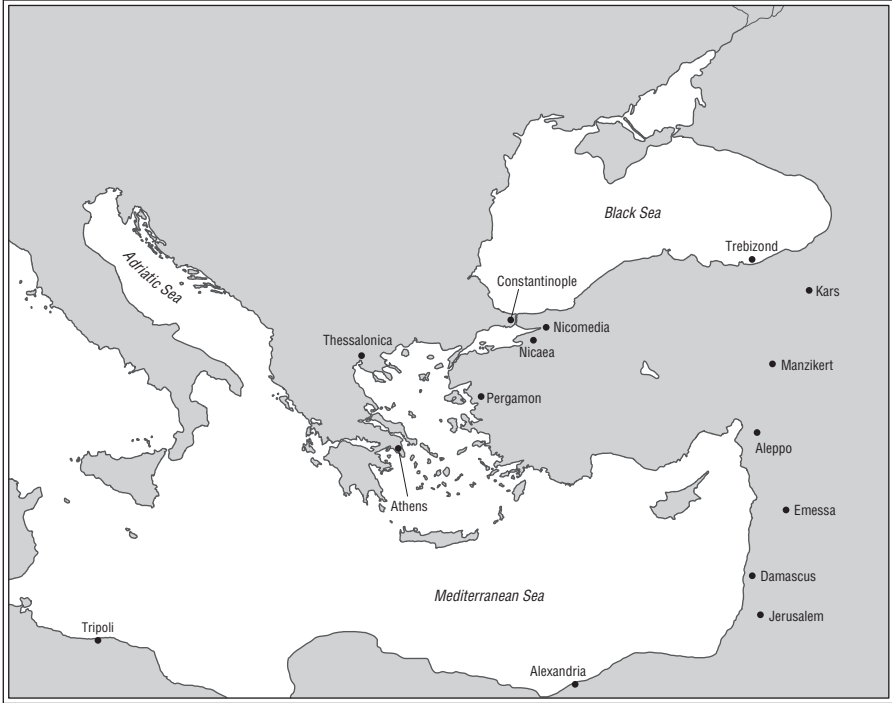 Black Sea
Trebizond
Adriatic Sea
Constantinople
Kars
Nicomedia
Thessalonica
Nicaea
Manzikert
Pergamon
Aleppo
Athens
Emessa
Damascus
Mediterranean Sea
Jerusalem
Tripoli
Alexandria